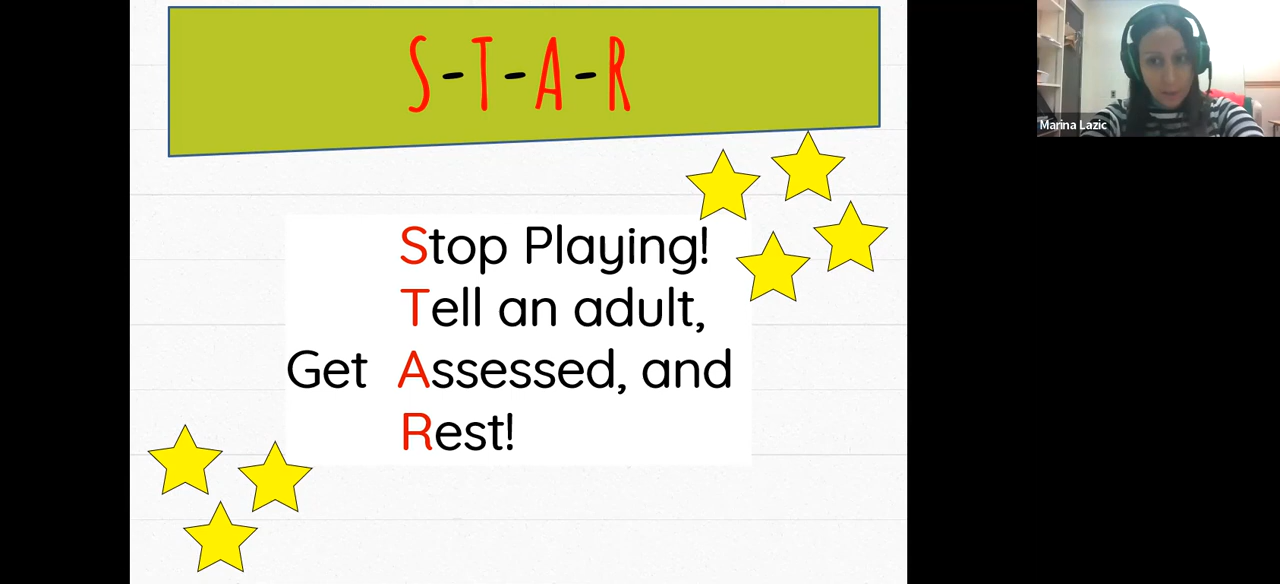 S-T-A-R
Marina Lazic
Stop Playing!
Tell an adult,
Get Assessed, and
Rest!